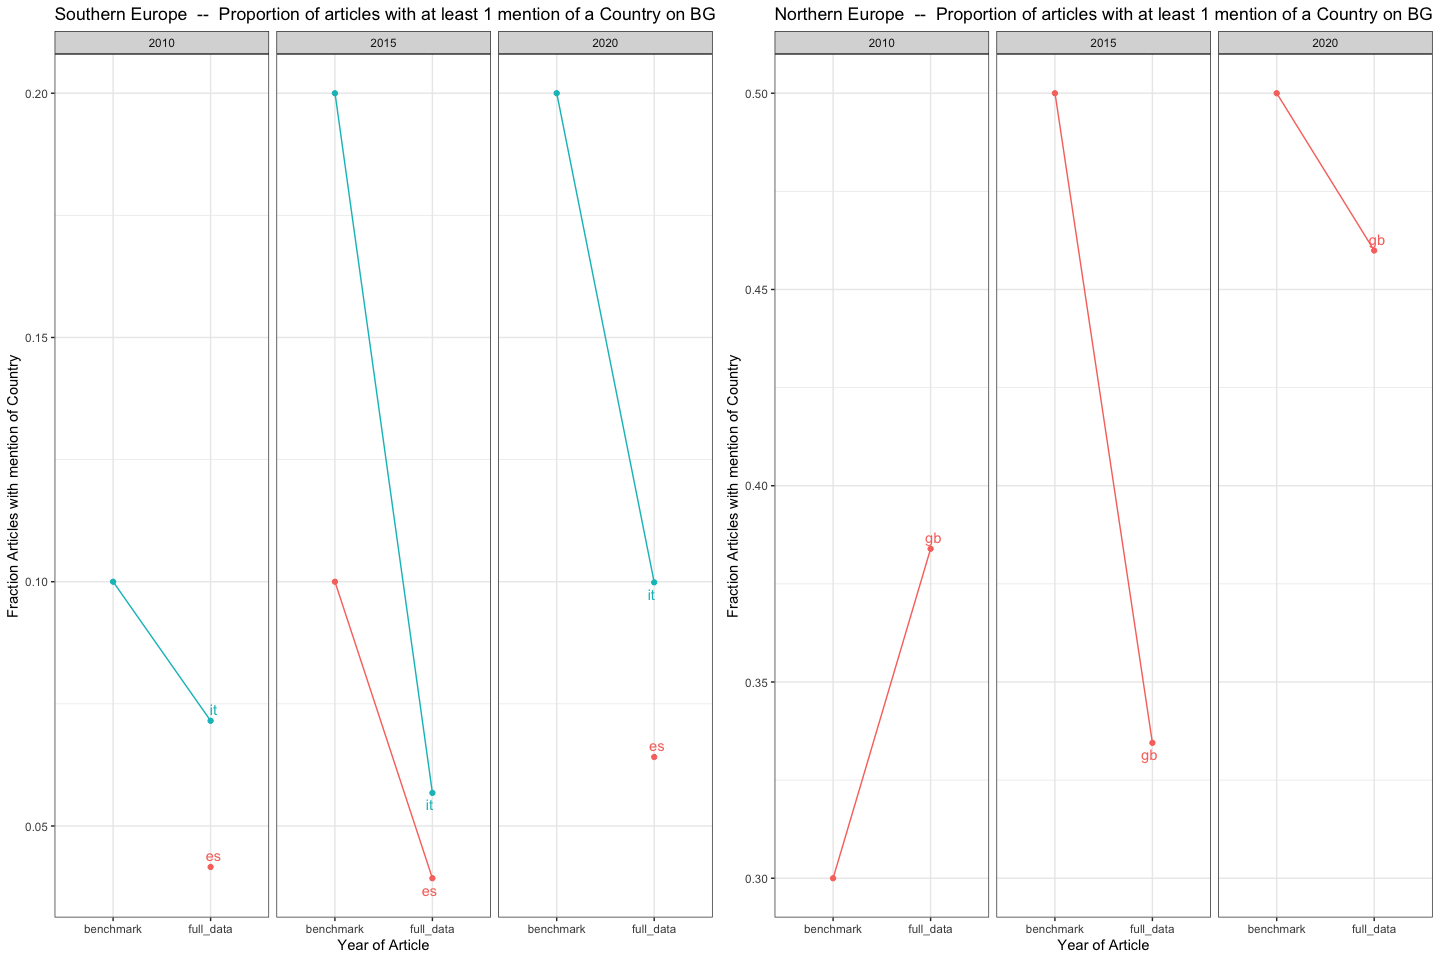 Southern Europe  --  Proportion of articles with at least 1 mention of a Country on BG
2010
2015
2020
0.20
0.15
0.10
0.05
Fraction Articles with mention of Country
it
es
it
es
it
es
benchmark
full_data
benchmark
full_data
benchmark
full_data
Year of Article
Northern Europe  --  Proportion of articles with at least 1 mention of a Country on BG
2010
2015
2020
0.50
0.45
0.40
0.35
0.30
Fraction Articles with mention of Country
gb
gb
gb
benchmark
full_data
benchmark
full_data
benchmark
full_data
Year of Article